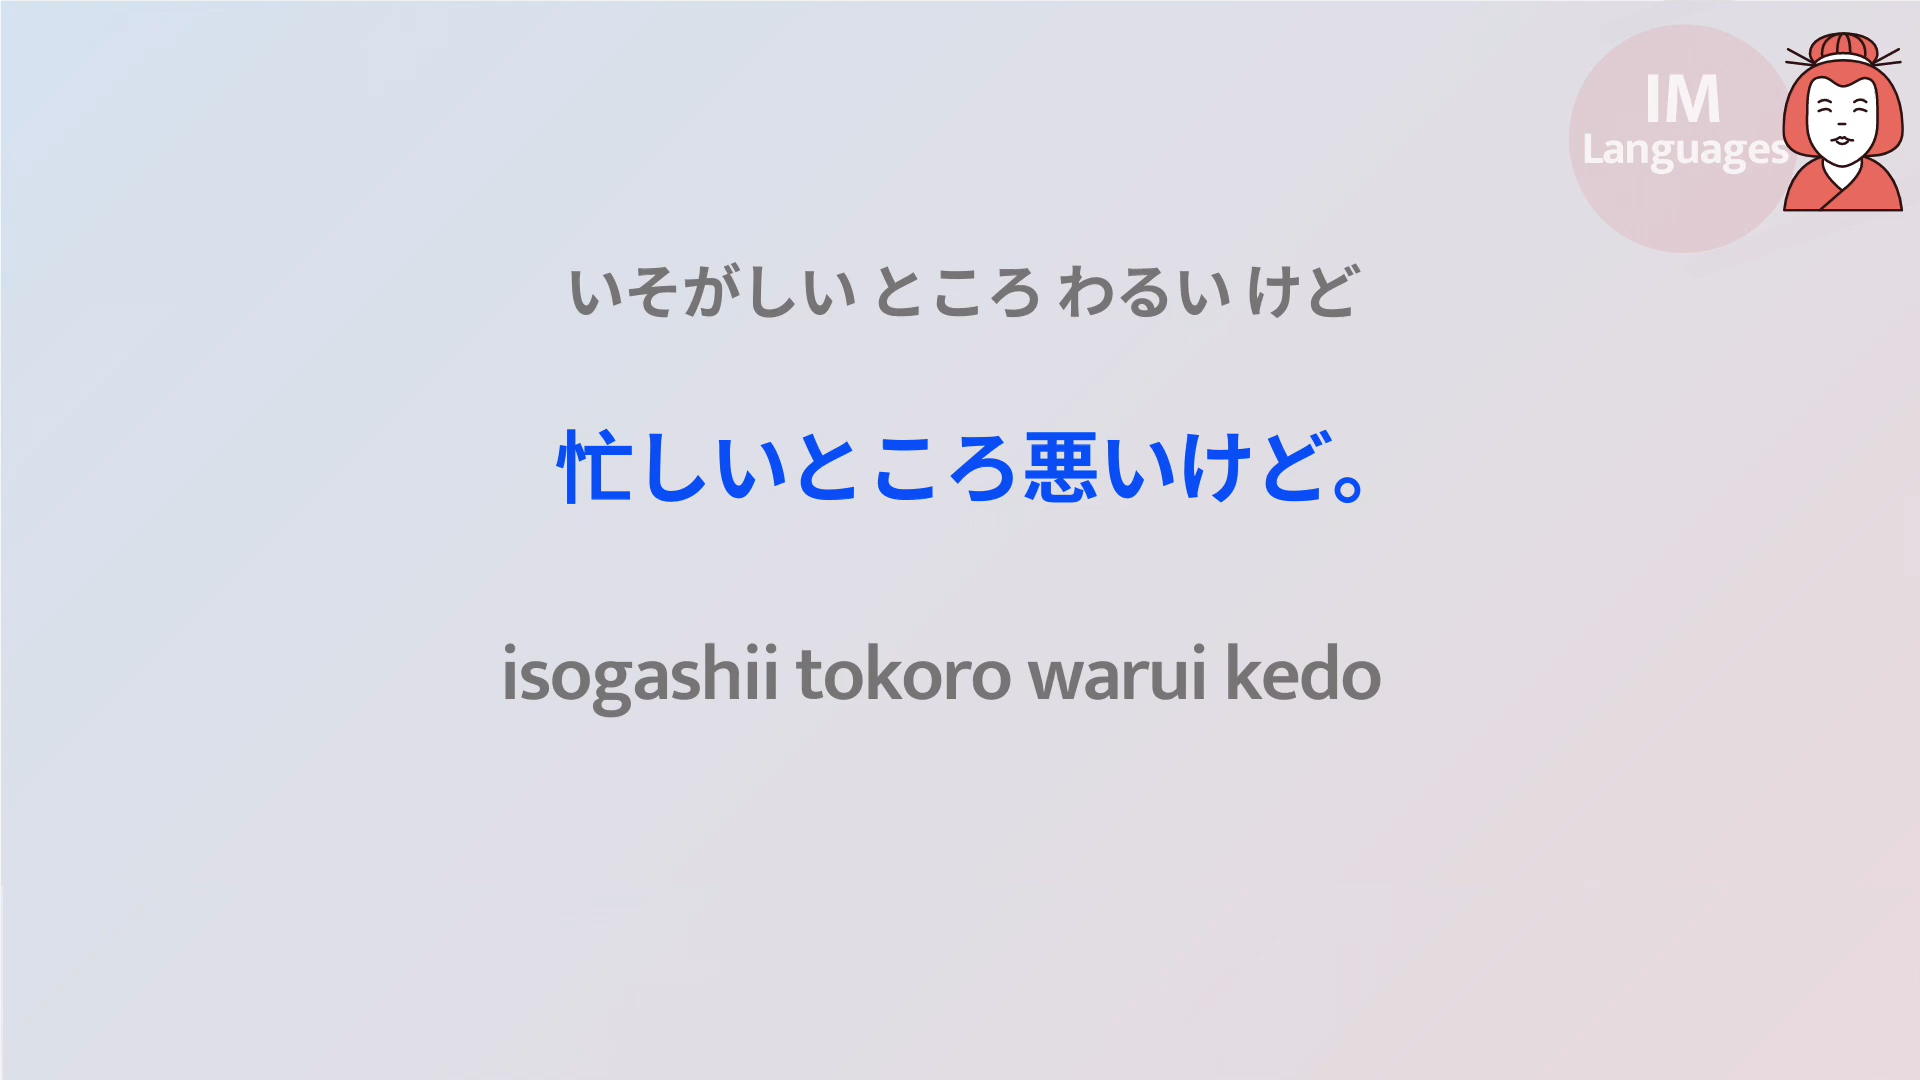 IM
Languages
いそがしい ところ わるい けど
忙しいところ悪いけど。
isogashii tokoro warui kedo